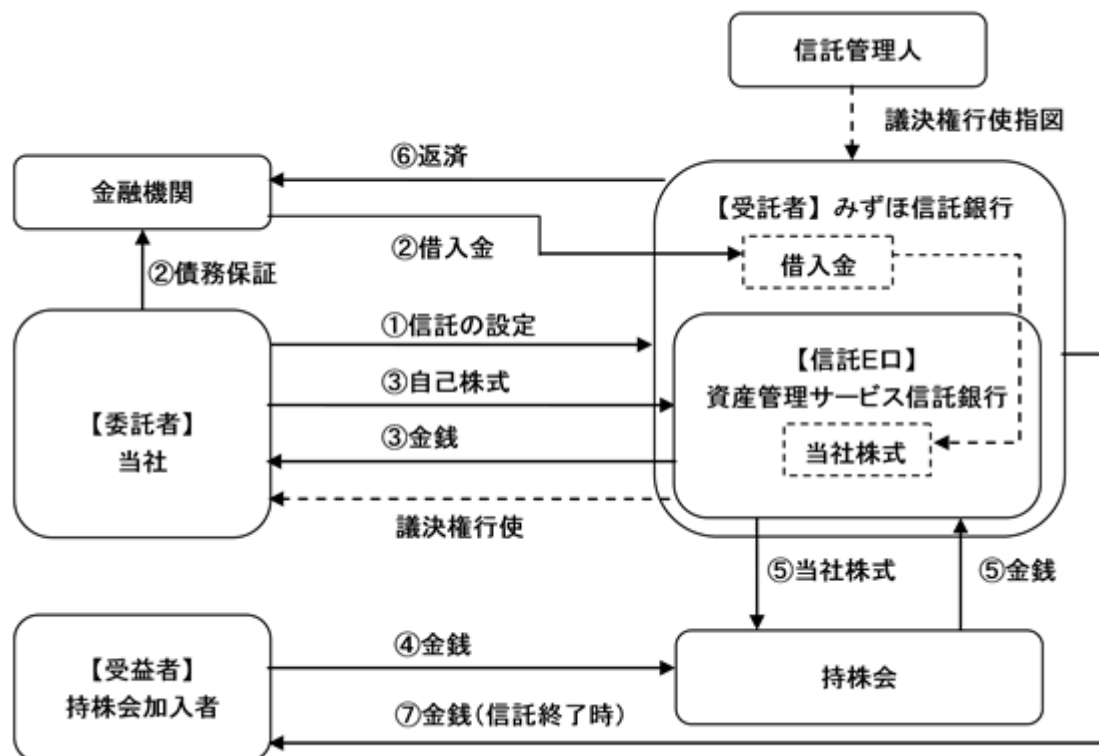 信託管理人
議決権行使指図
⑥返済
金融機関
【受託者】みずほ信託銀行
②借入金
借入金
②債務保証
①信託の設定
【信託E口】
③自己株式
資産管理サービス信託銀行
【委託者】
当社
③金銭
当社株式
議決権行使
⑤当社株式
⑤金銭
【受益者】
持株会加入者
④金銭
持株会
⑦金銭(信託終了時)